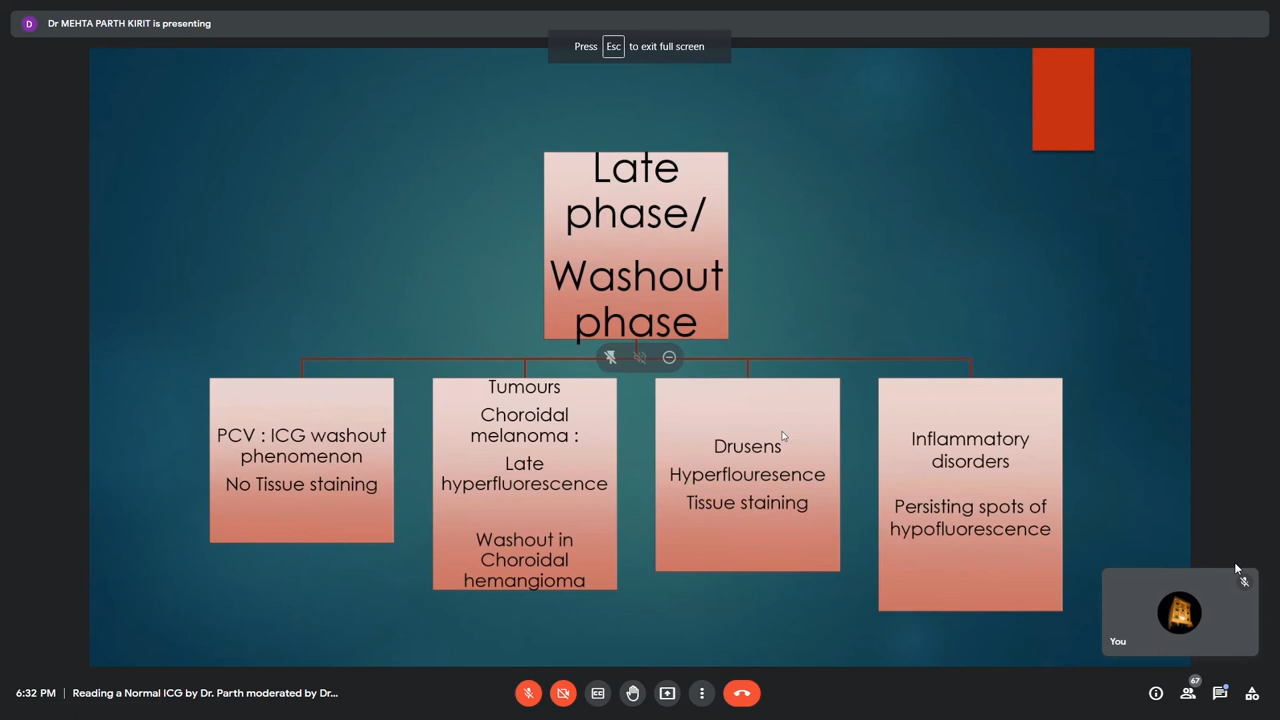 D
Dr MEHTA PARTH KIRIT is presenting
Press Esc to exit full screen
Late
phase/
Washout
phase
PCV : ICG washout
phenomenon
No Tissue staining
Tumours
Choroidal
melanoma :
Late
hyperfluorescence
Washout in
Choroidal
hemangioma
Drusens
Hyperflouresence
Tissue staining
Inflammatory
disorders
Persisting spots of
hypofluorescence
You
6:32 PM | Reading a Normal ICG by Dr. Parth moderated by Dr...
CC
67